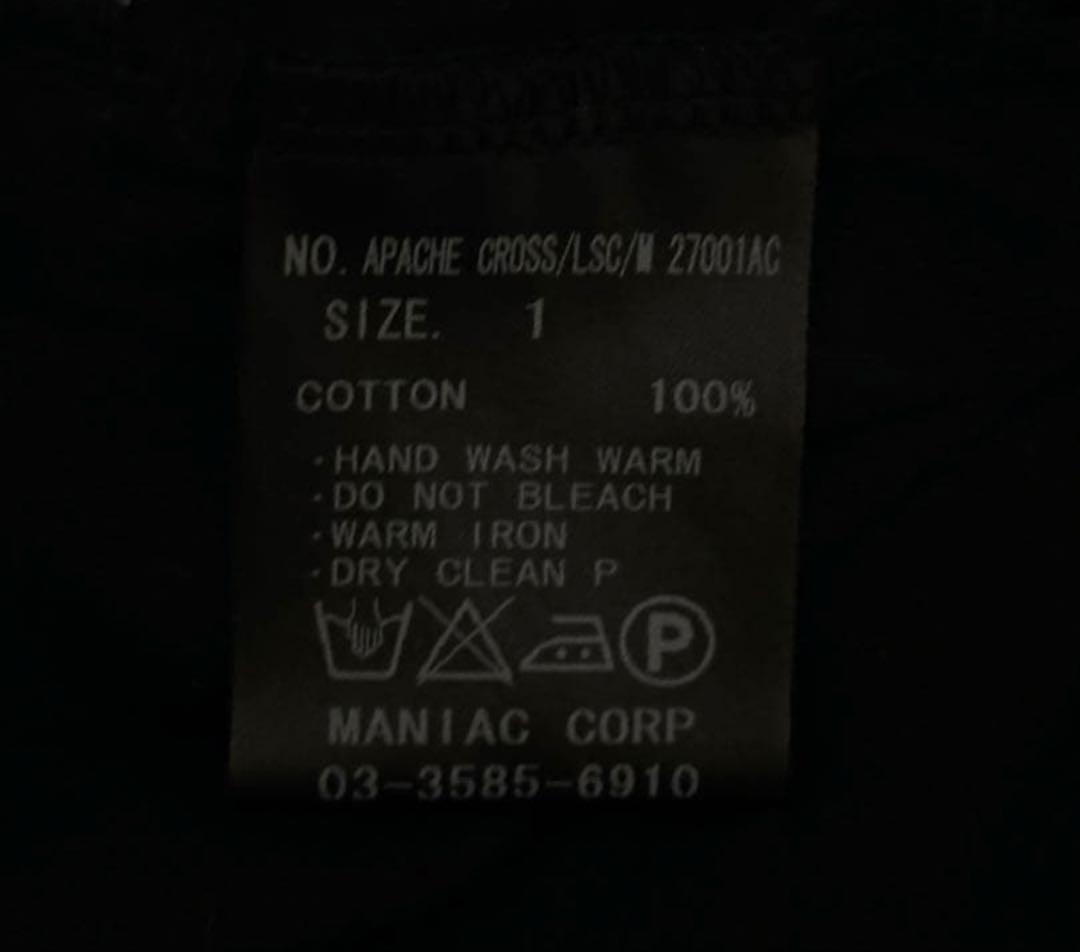 NO. APACHE CROSS/LSC/M 27001AC
SIZE. 1
COTTON 100%
・HAND WASH WARM
・DO NOT BLEACH
・WARM IRON
・DRY CLEAN P
P
MANIAC CORP
03-3585-6910